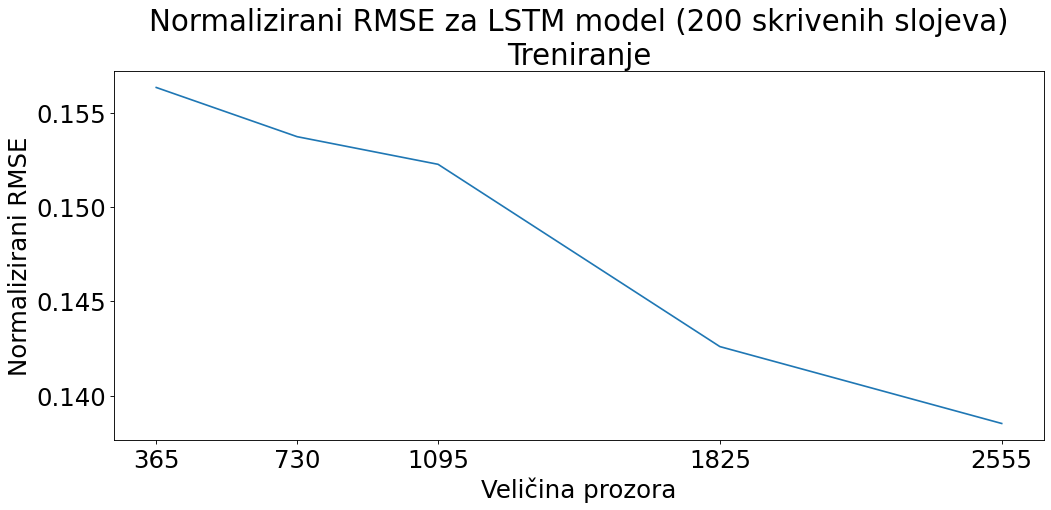 Normalizirani RMSE za LSTM model (200 skrivenih slojeva)
Treniranje
Normalizirani RMSE
0.155
0.150
0.145
0.140
365 730 1095 1825 2555
Veličina prozora